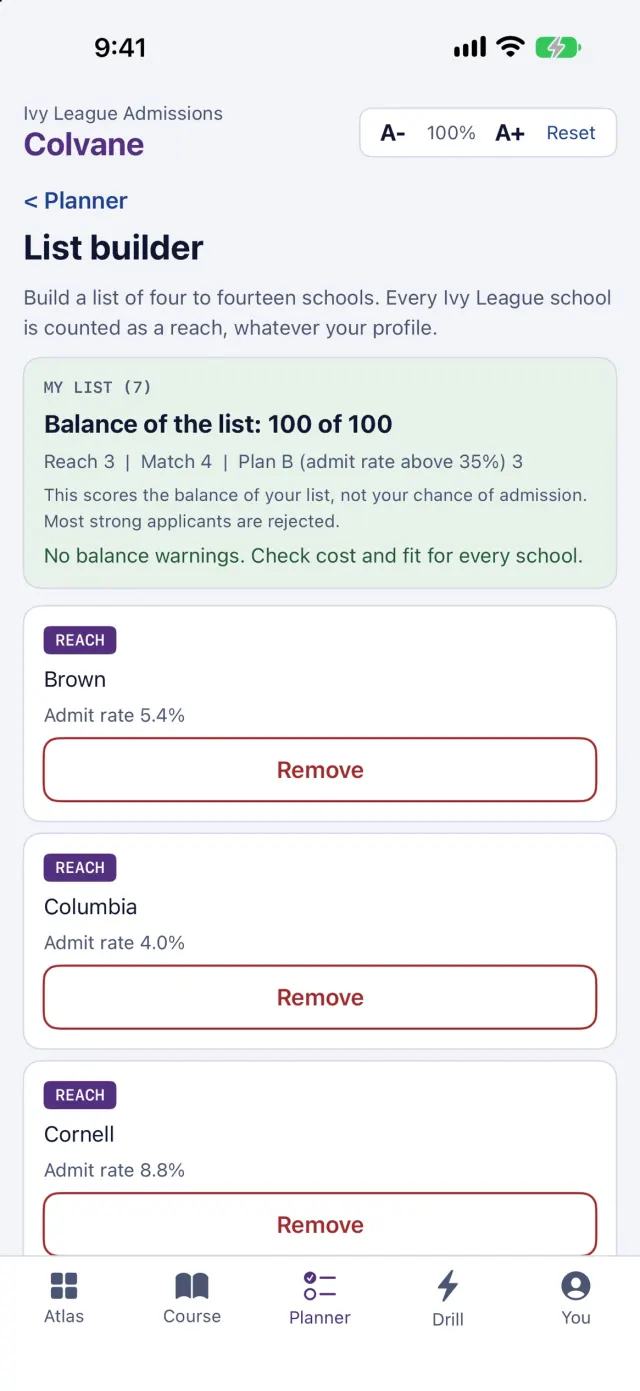 9:41
Ivy League Admissions
Colvane
A- 100% A+ Reset
< Planner
List builder
Build a list of four to fourteen schools. Every Ivy League school
is counted as a reach, whatever your profile.
MY LIST (7)
Balance of the list: 100 of 100
Reach 3 | Match 4 | Plan B (admit rate above 35%) 3
This scores the balance of your list, not your chance of admission.
Most strong applicants are rejected.
No balance warnings. Check cost and fit for every school.
REACH
Brown
Admit rate 5.4%
Remove
REACH
Columbia
Admit rate 4.0%
Remove
REACH
Cornell
Admit rate 8.8%
Remove
Atlas Course Planner Drill You